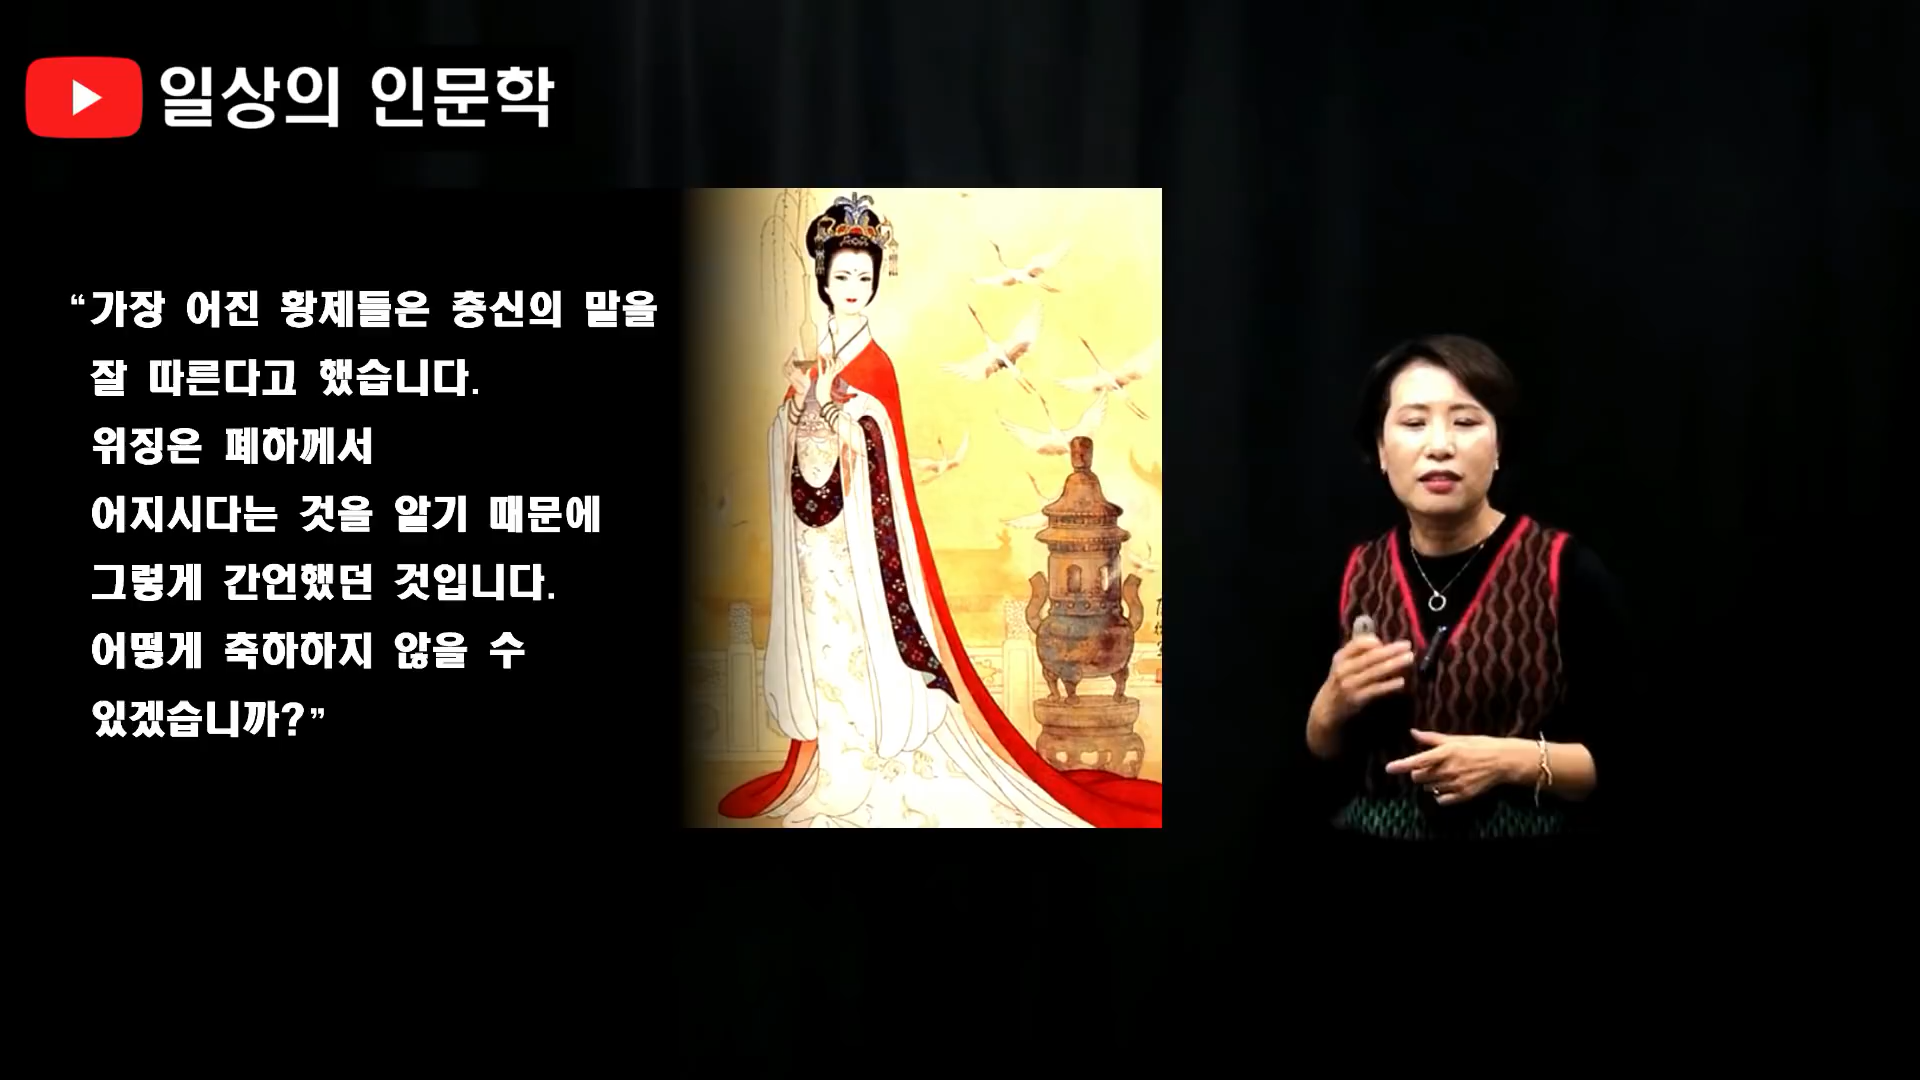 일상의 인문학
“가장 어진 황제들은 충신의 말을
잘 따른다고 했습니다.
위징은 폐하께서
어지시다는 것을 알기 때문에
그렇게 간언했던 것입니다.
어떻게 축하하지 않을 수
있겠습니까?”